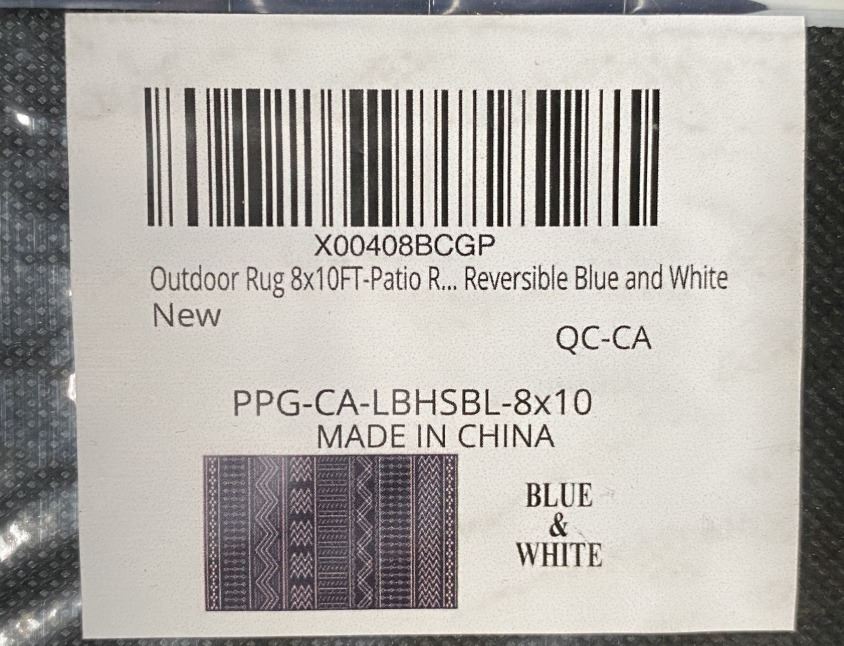 X00408BCGP
Outdoor Rug 8x10FT-Patio R... Reversible Blue and White
New
QC-CA
PPG-CA-LBHSBL-8x10
MADE IN CHINA
BLUE
&
WHITE